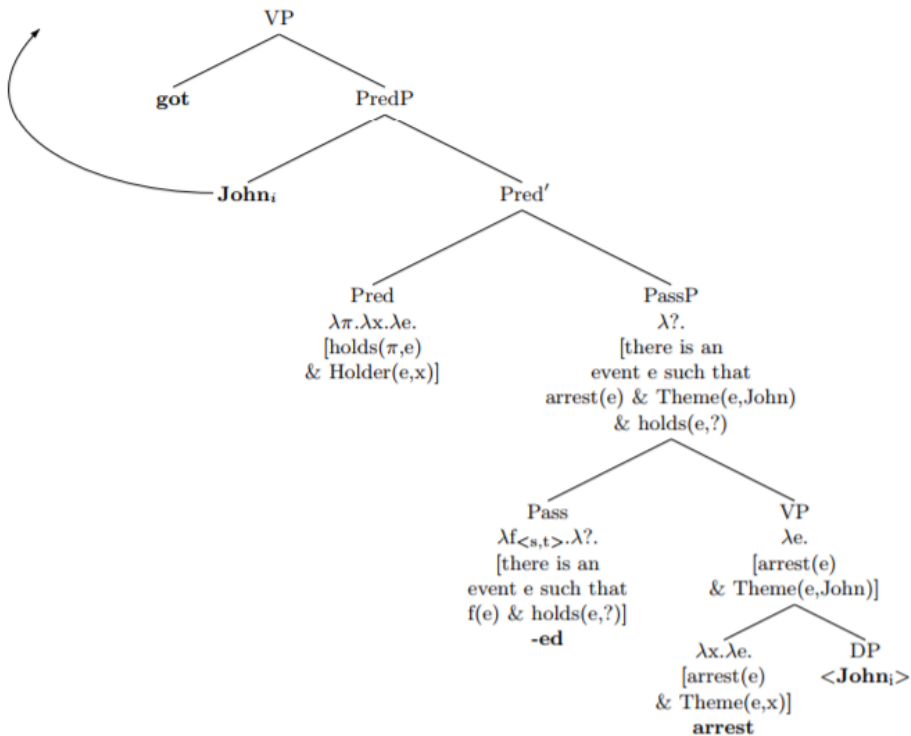 VP
got
PredP
John_i
Pred′
Pred
λπ.λx.λe.
[holds(π,e)
& Holder(e,x)]
PassP
λ?.
[there is an
event e such that
arrest(e) & Theme(e,John)
& holds(e,?)
Pass
λf<s,t>.λ?.
[there is an
event e such that
f(e) & holds(e,?)]
-ed
VP
λe.
[arrest(e)
& Theme(e,John)]
λx.λe.
[arrest(e)
& Theme(e,x)]
arrest
DP
<John_i>